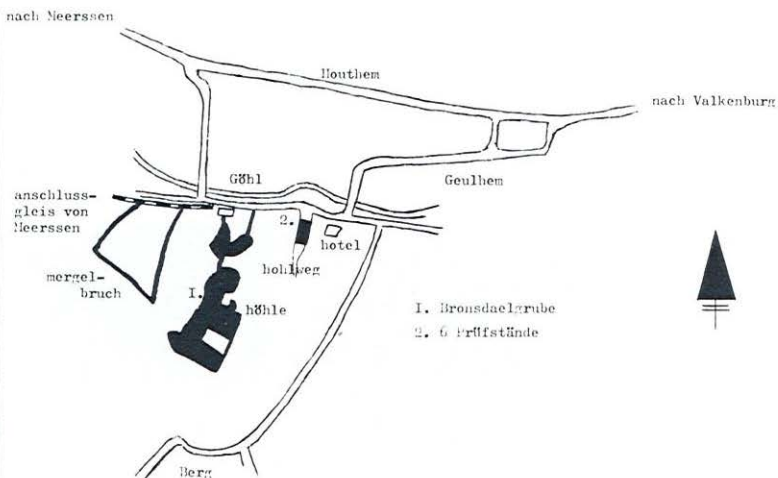 nach Meerssen
Houthem
nach Valkenburg
Göhl
Geulhem
anschluss-
gleis von
Meerssen
2.
hotel
mergel-
bruch
hohlweg
I.
höhle
I. Bronsdaelgrube
2. 6 Prüfstände
Berg